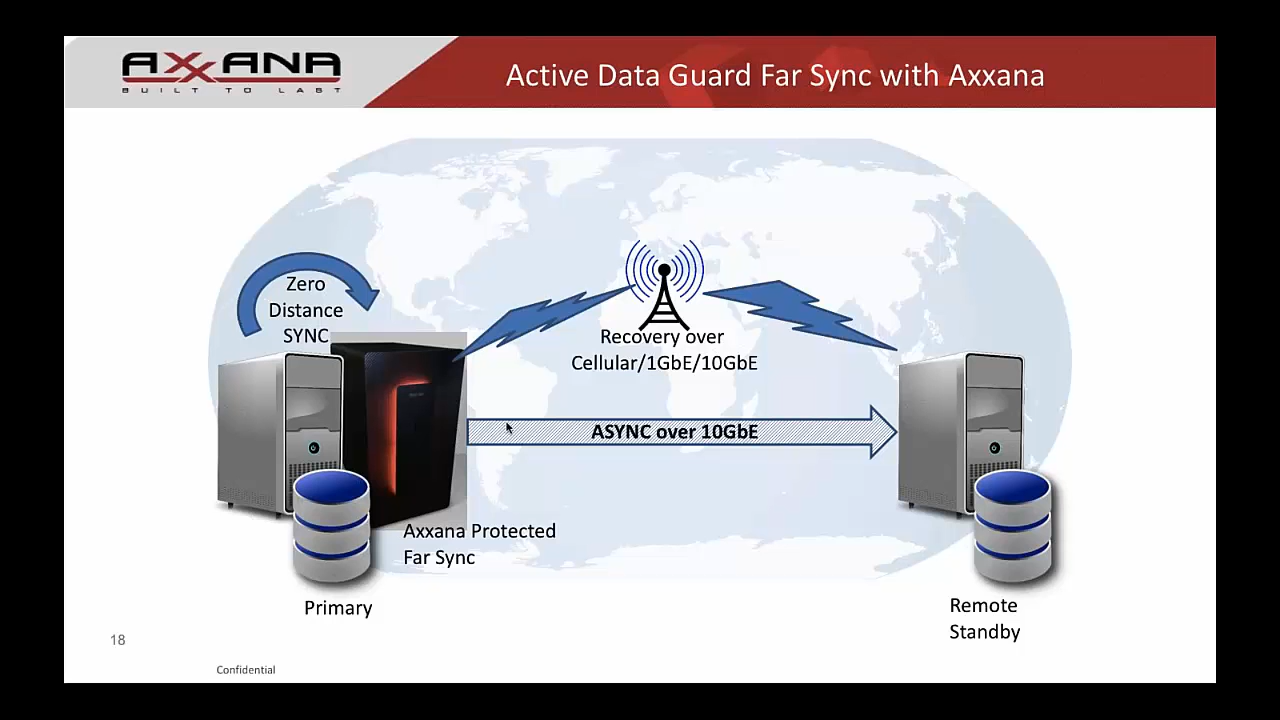 AXXANA
BUILT TO LAST
Active Data Guard Far Sync with Axxana
Zero
Distance
SYNC
Recovery over
Cellular/1GbE/10GbE
ASYNC over 10GbE
Axxana Protected
Far Sync
Primary
Remote
Standby
18
Confidential